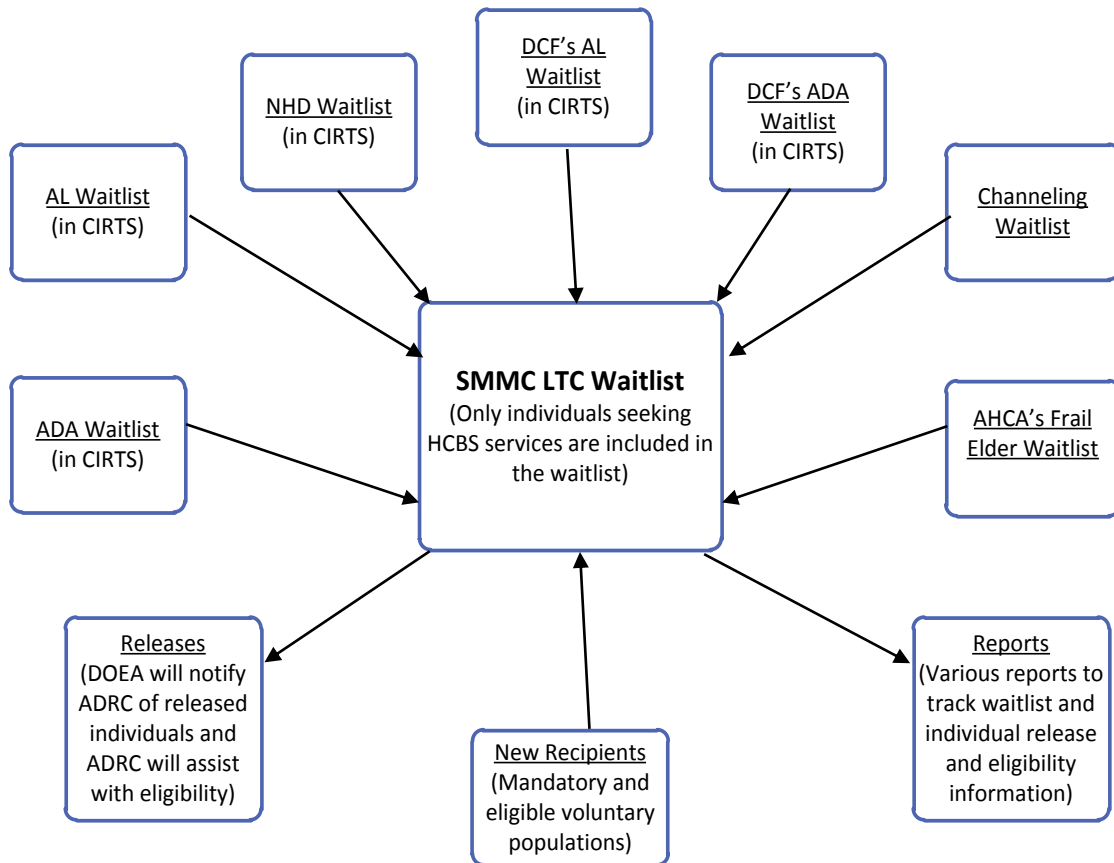 DCF's AL
Waitlist
(in CIRTS)
NHD Waitlist
(in CIRTS)
DCF's ADA
Waitlist
(in CIRTS)
AL Waitlist
(in CIRTS)
Channeling
Waitlist
SMMC LTC Waitlist
(Only individuals seeking
HCBS services are included in
the waitlist)
ADA Waitlist
(in CIRTS)
AHCA's Frail
Elder Waitlist
Releases
(DOEA will notify
ADRC of released
individuals and
ADRC will assist
with eligibility)
New Recipients
(Mandatory and
eligible voluntary
populations)
Reports
(Various reports to
track waitlist and
individual release
and eligibility
information)